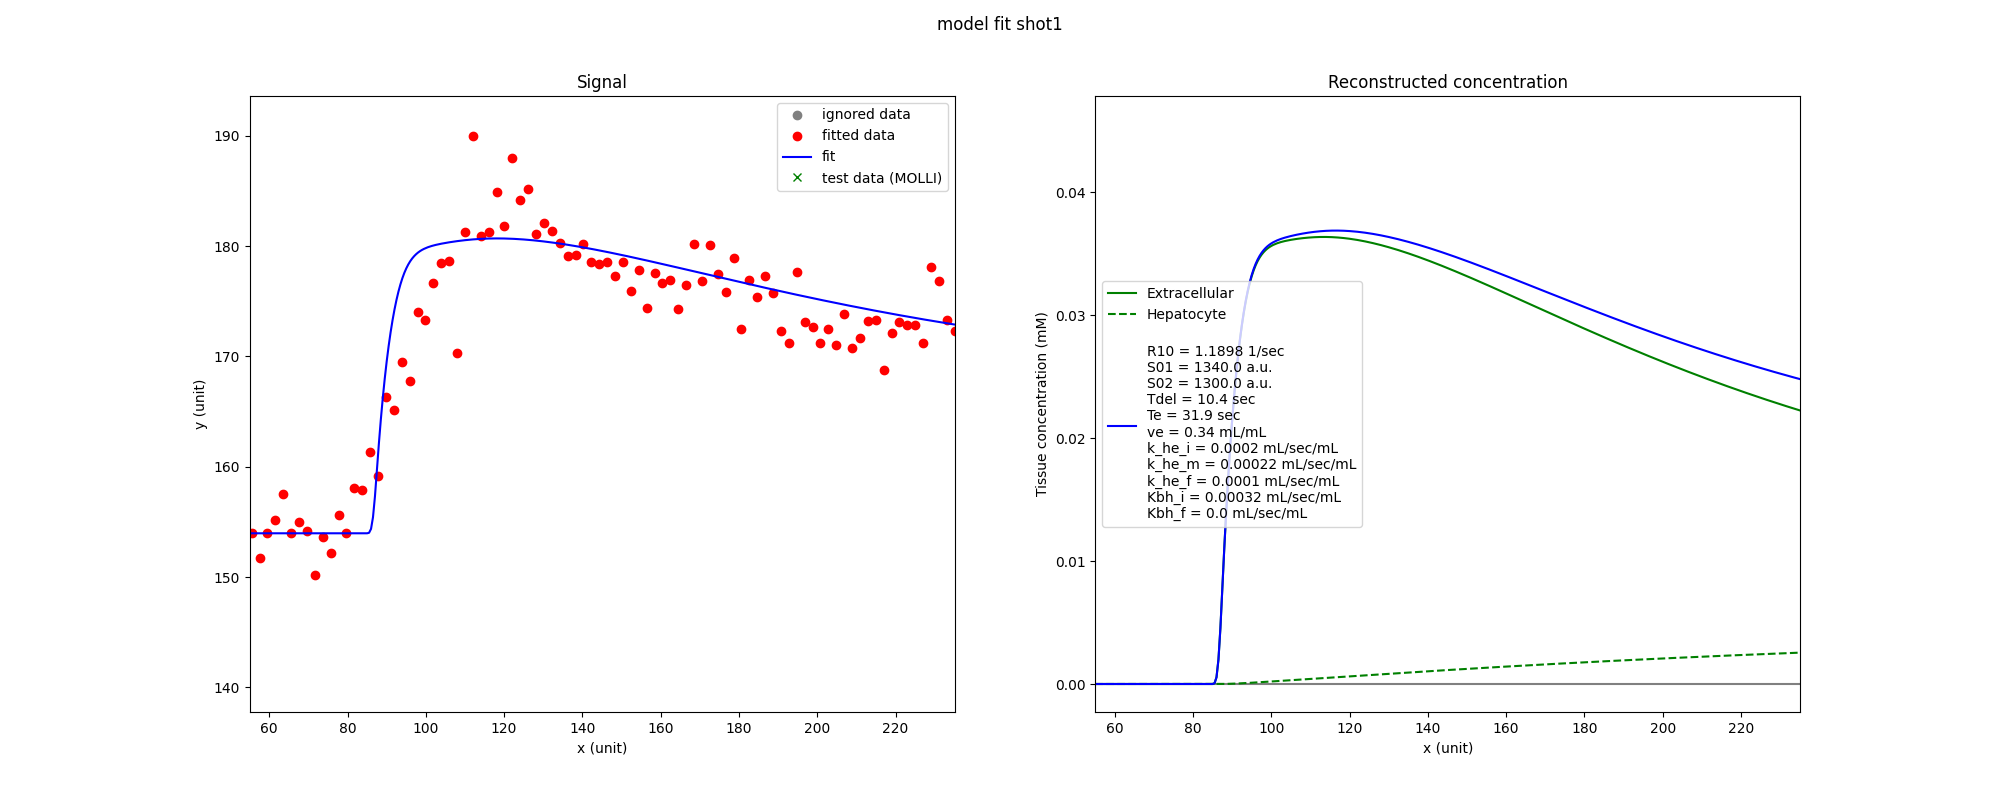 model fit shot1
Signal
ignored data
fitted data
fit
test data (MOLLI)
190
180
170
160
150
140
y (unit)
60 80 100 120 140 160 180 200 220
x (unit)
Reconstructed concentration
Extracellular
Hepatocyte
R10 = 1.1898 1/sec
S01 = 1340.0 a.u.
S02 = 1300.0 a.u.
Tdel = 10.4 sec
Te = 31.9 sec
ve = 0.34 mL/mL
k_he_i = 0.0002 mL/sec/mL
k_he_m = 0.00022 mL/sec/mL
k_he_f = 0.0001 mL/sec/mL
Kbh_i = 0.00032 mL/sec/mL
Kbh_f = 0.0 mL/sec/mL
0.04
0.03
0.02
0.01
0.00
Tissue concentration (mM)
60 80 100 120 140 160 180 200 220
x (unit)